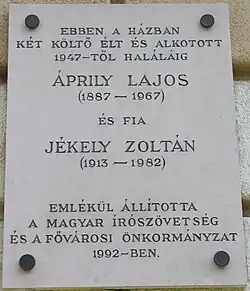 EBBEN A HÁZBAN
KÉT KÖLTŐ ÉLT ÉS ALKOTOTT
1947-TŐL HALÁLÁIG
ÁPRILY LAJOS
(1887 — 1967)
ÉS FIA
JÉKELY ZOLTÁN
(1913 — 1982)
EMLÉKÜL ÁLLÍTOTTA
A MAGYAR ÍRÓSZÖVETSÉG
ÉS A FŐVÁROSI ÖNKORMÁNYZAT
1992-BEN.